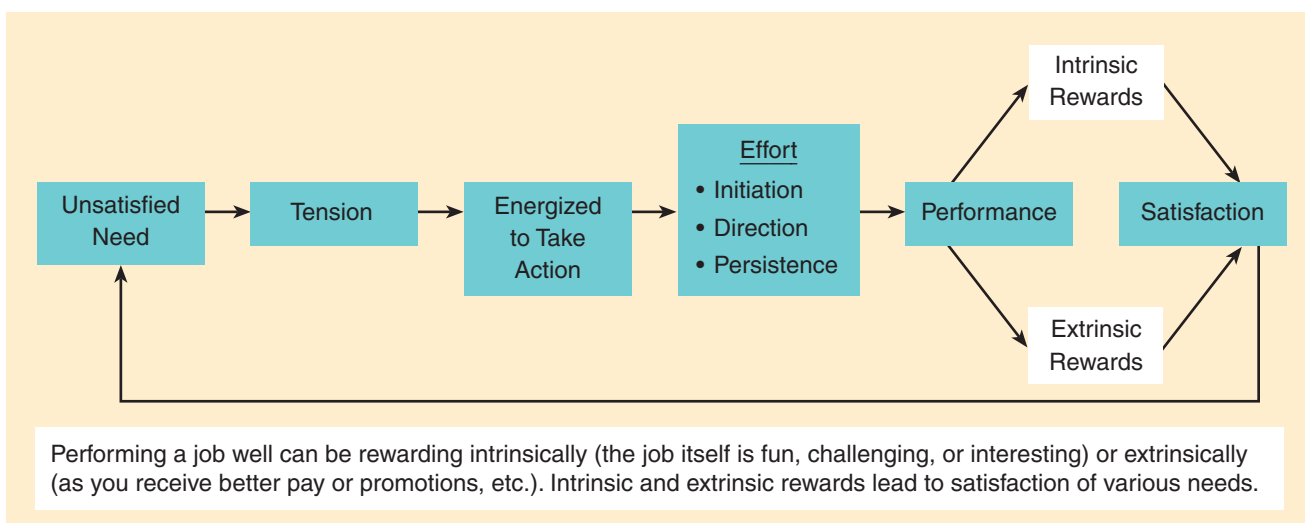 Unsatisfied
Need
Tension
Energized
to Take
Action
Effort
• Initiation
• Direction
• Persistence
Performance
Intrinsic
Rewards
Extrinsic
Rewards
Satisfaction
Performing a job well can be rewarding intrinsically (the job itself is fun, challenging, or interesting) or extrinsically
(as you receive better pay or promotions, etc.). Intrinsic and extrinsic rewards lead to satisfaction of various needs.